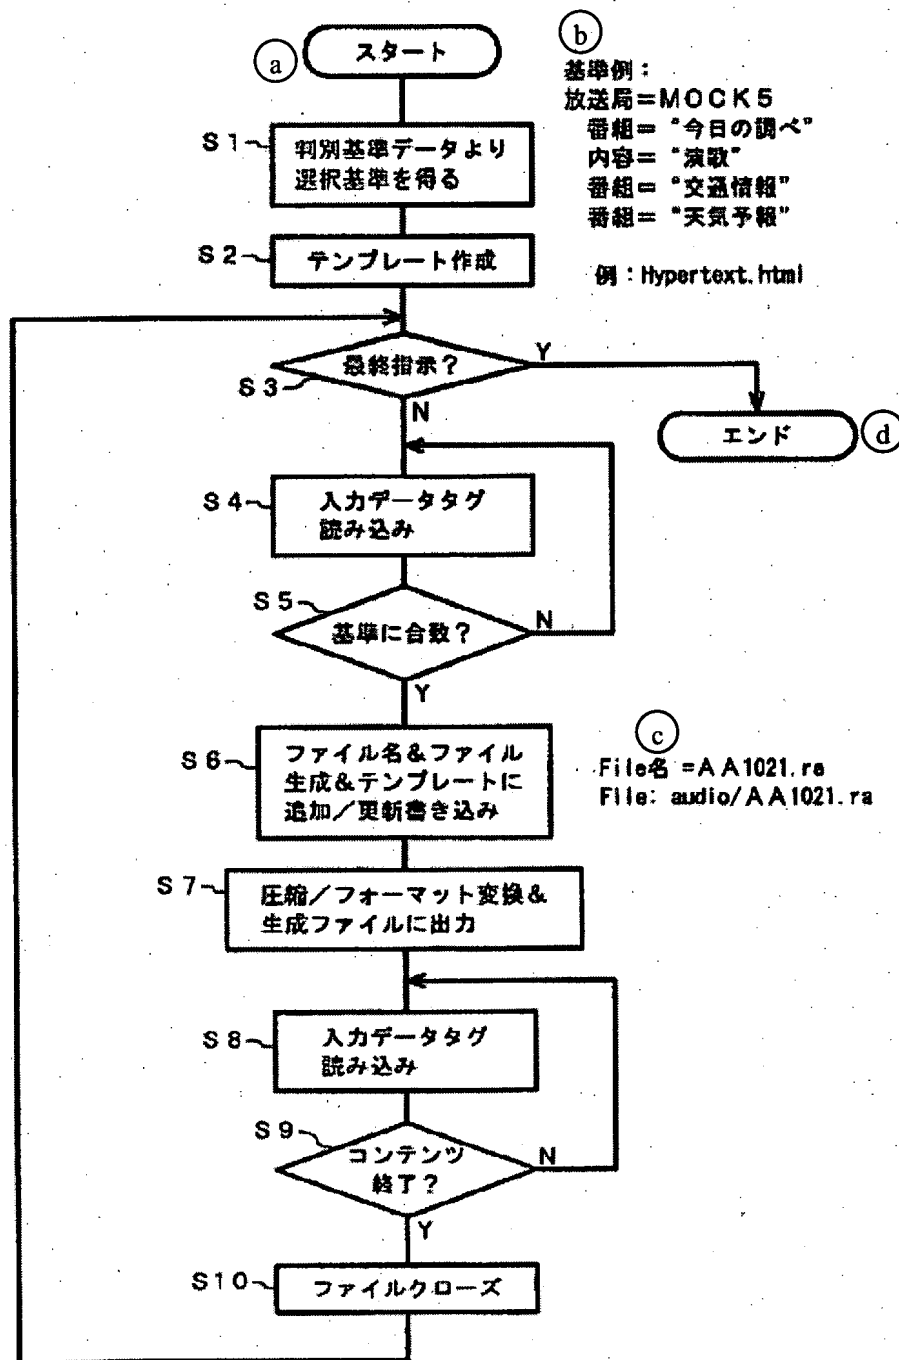 a
スタート
b
基準例：
放送局＝MOCK5
番組＝“今日の調べ”
内容＝“演歌”
番組＝“交通情報”
番組＝“天気予報”
例：Hypertext.html
S1
判別基準データより
選択基準を得る
S2
テンプレート作成
S3
最終指示？
Y
N
エンド
d
S4
入力データタグ
読み込み
S5
基準に合致？
N
Y
S6
ファイル名＆ファイル
生成＆テンプレートに
追加／更新書き込み
c
File名 =AA1021.ra
File: audio/AA1021.ra
S7
圧縮／フォーマット変換＆
生成ファイルに出力
S8
入力データタグ
読み込み
S9
コンテンツ
終了？
N
Y
S10
ファイルクローズ